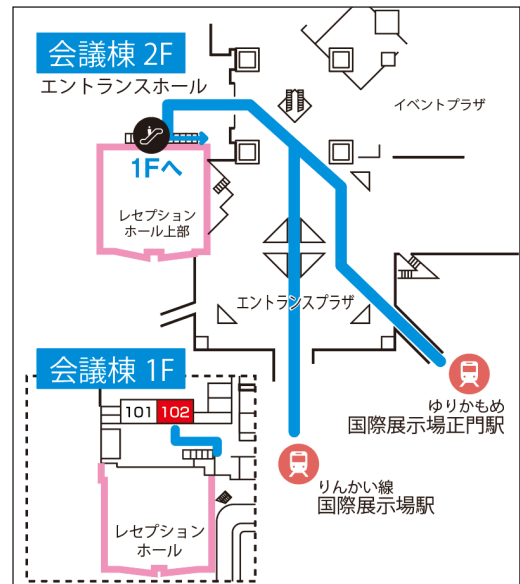 会議棟 2F
エントランスホール
イベントプラザ
1Fへ
レセプション
ホール上部
エントランスプラザ
会議棟 1F
101 102
ゆりかもめ
国際展示場正門駅
りんかい線
国際展示場駅
レセプション
ホール